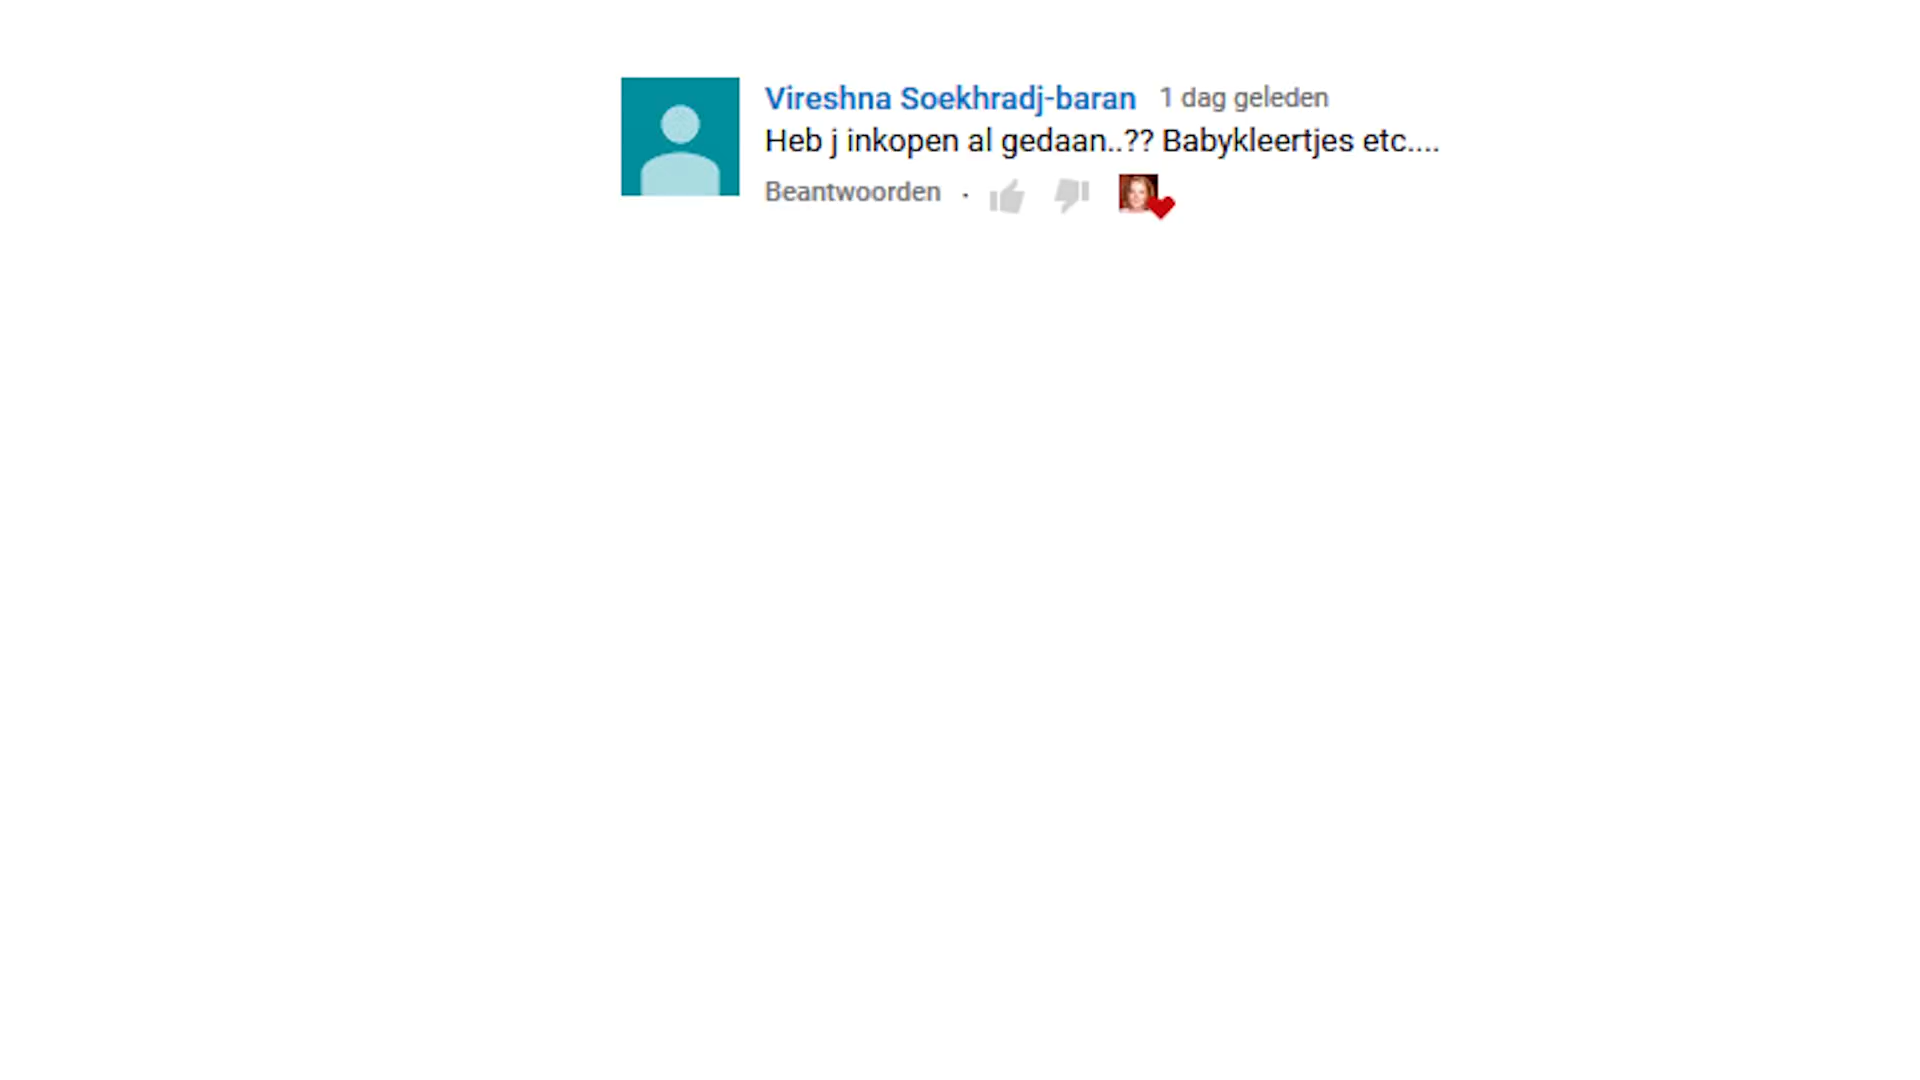 Vireshna Soekhradj-baran 1 dag geleden
Heb j inkopen al gedaan..?? Babykleertjes etc....
Beantwoorden ·